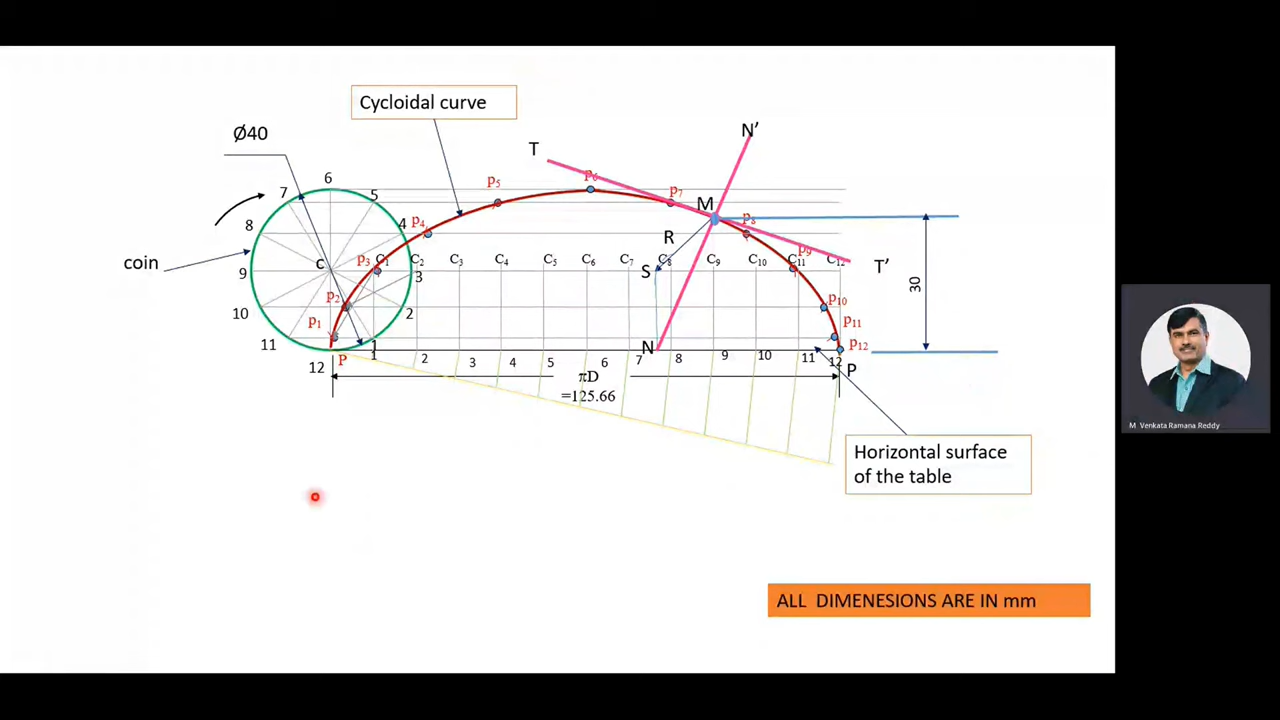 Cycloidal curve
Ø40
N'
T
6
7
5
p5
p6
p7
M
8
4
p4
p8
R
p9
coin
9
c
p3
C1
C2
C3
C4
C5
C6
C7
C8
C9
C10
C11
C12
S
3
T'
30
p2
p10
10
2
p1
p11
11
1
N
p12
12
P
2
3
4
5
6
7
8
9
10
11
12
P
πD
=125.66
Horizontal surface
of the table
M Venkata Ramana Reddy
ALL DIMENESIONS ARE IN mm